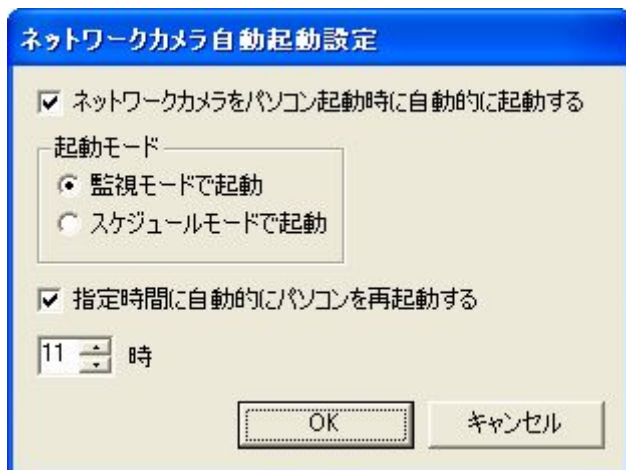 ネットワークカメラ自動起動設定
ネットワークカメラをパソコン起動時に自動的に起動する
起動モード
監視モードで起動
スケジュールモードで起動
指定時間に自動的にパソコンを再起動する
11 時
OK キャンセル